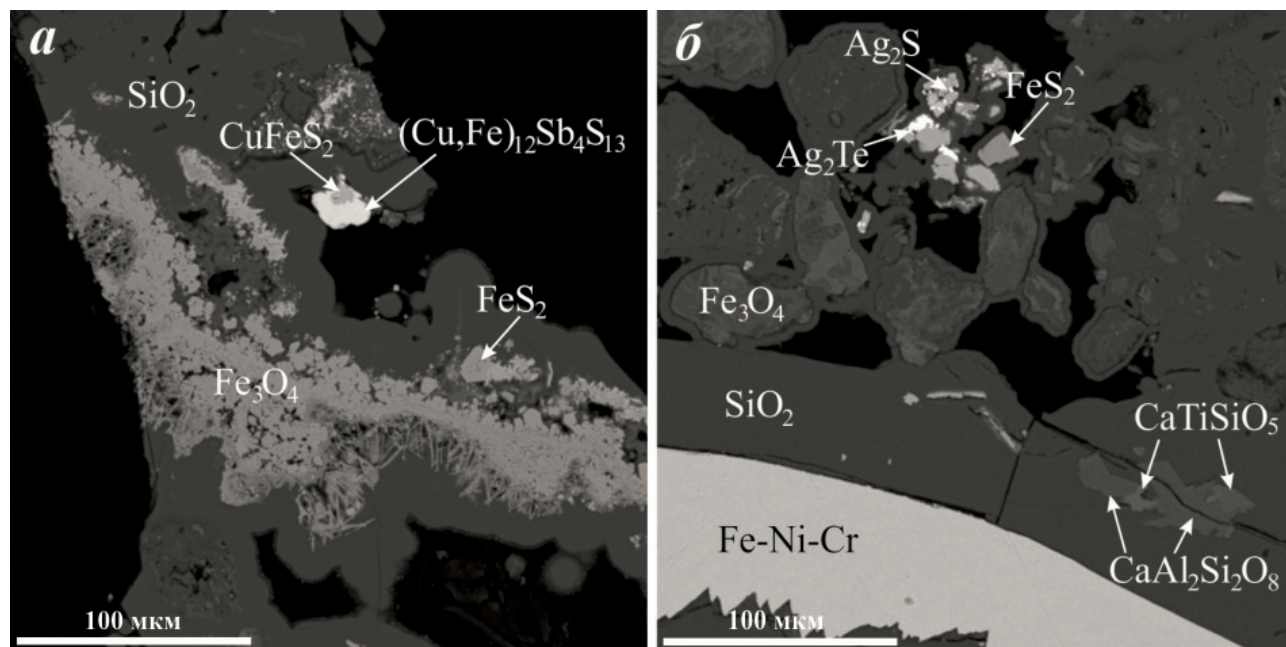 а
SiO₂
CuFeS₂
(Cu,Fe)₁₂Sb₄S₁₃
FeS₂
Fe₃O₄
100 мкм
б
Ag₂S
FeS₂
Ag₂Te
Fe₃O₄
SiO₂
CaTiSiO₅
Fe-Ni-Cr
CaAl₂Si₂O₈
100 мкм